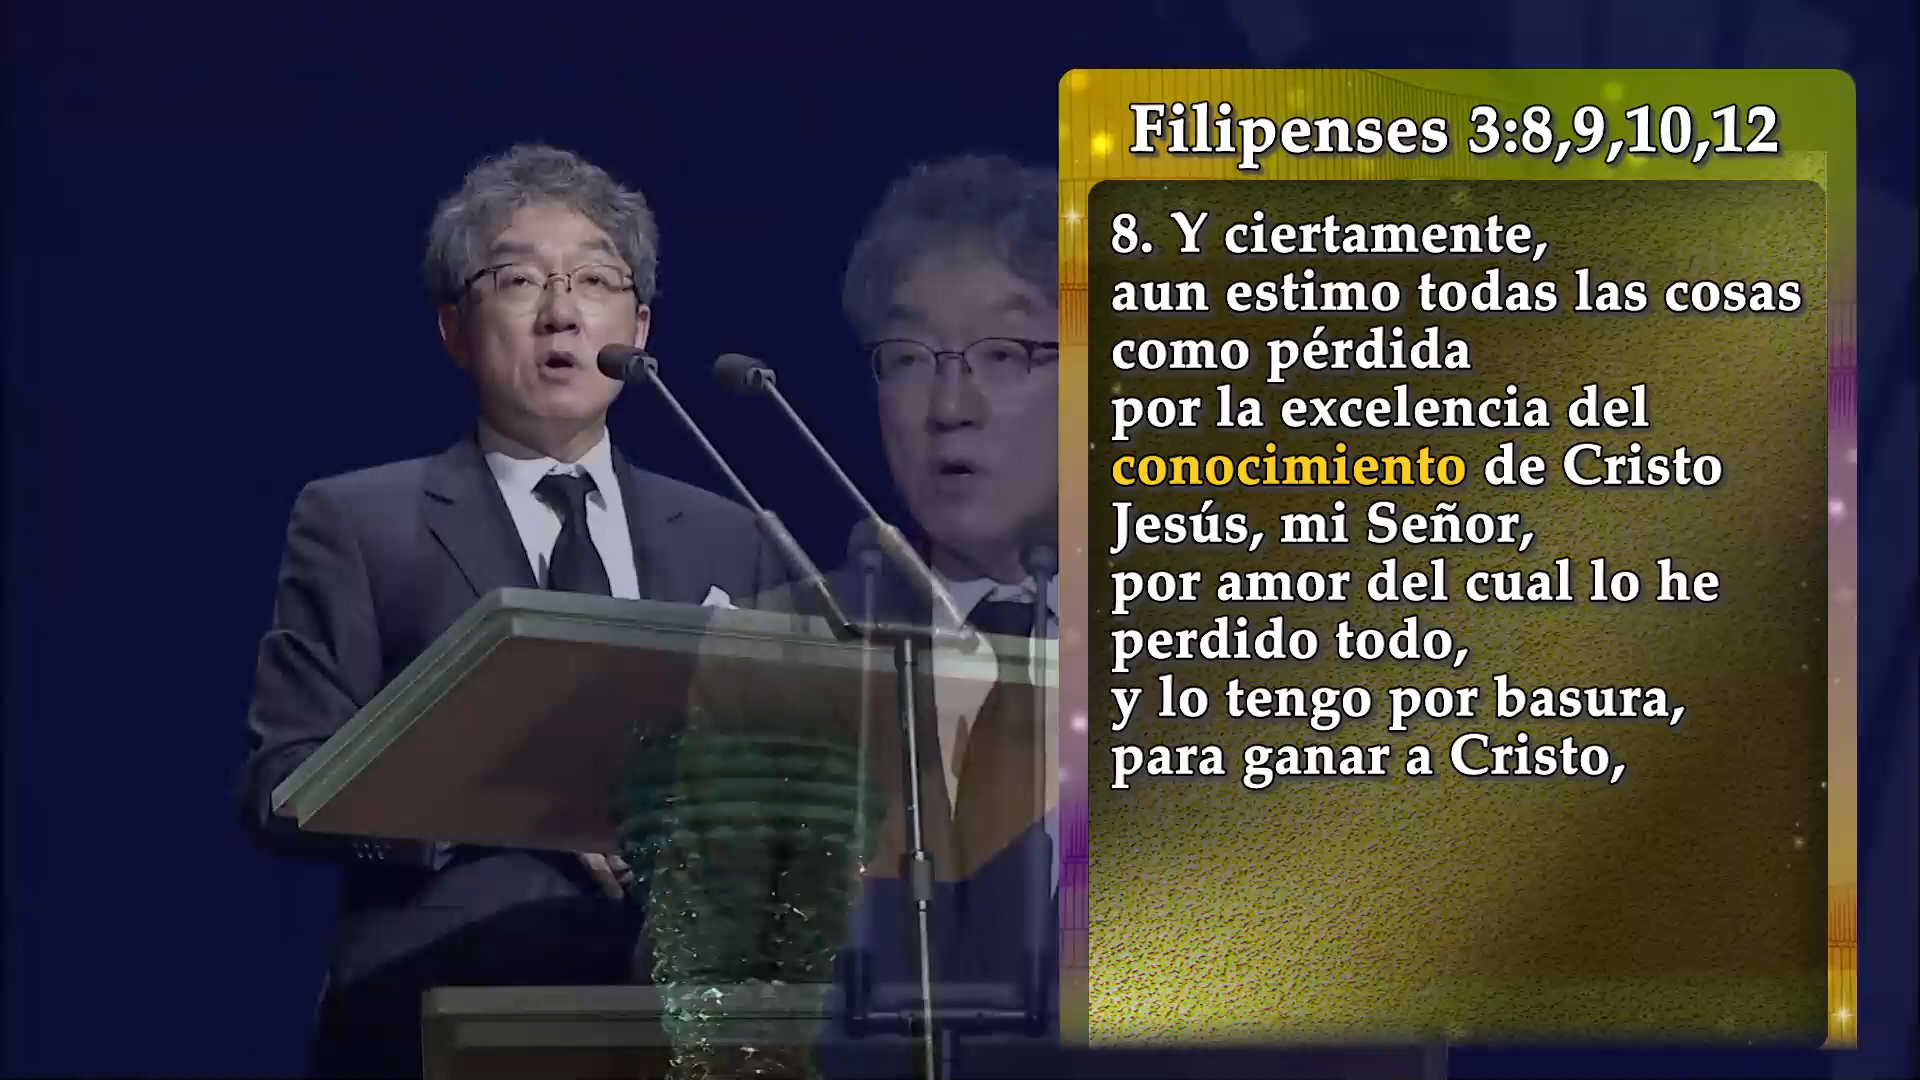 Filipenses 3:8,9,10,12
8. Y ciertamente,
aun estimo todas las cosas
como pérdida
por la excelencia del
conocimiento de Cristo
Jesús, mi Señor,
por amor del cual lo he
perdido todo,
y lo tengo por basura,
para ganar a Cristo,